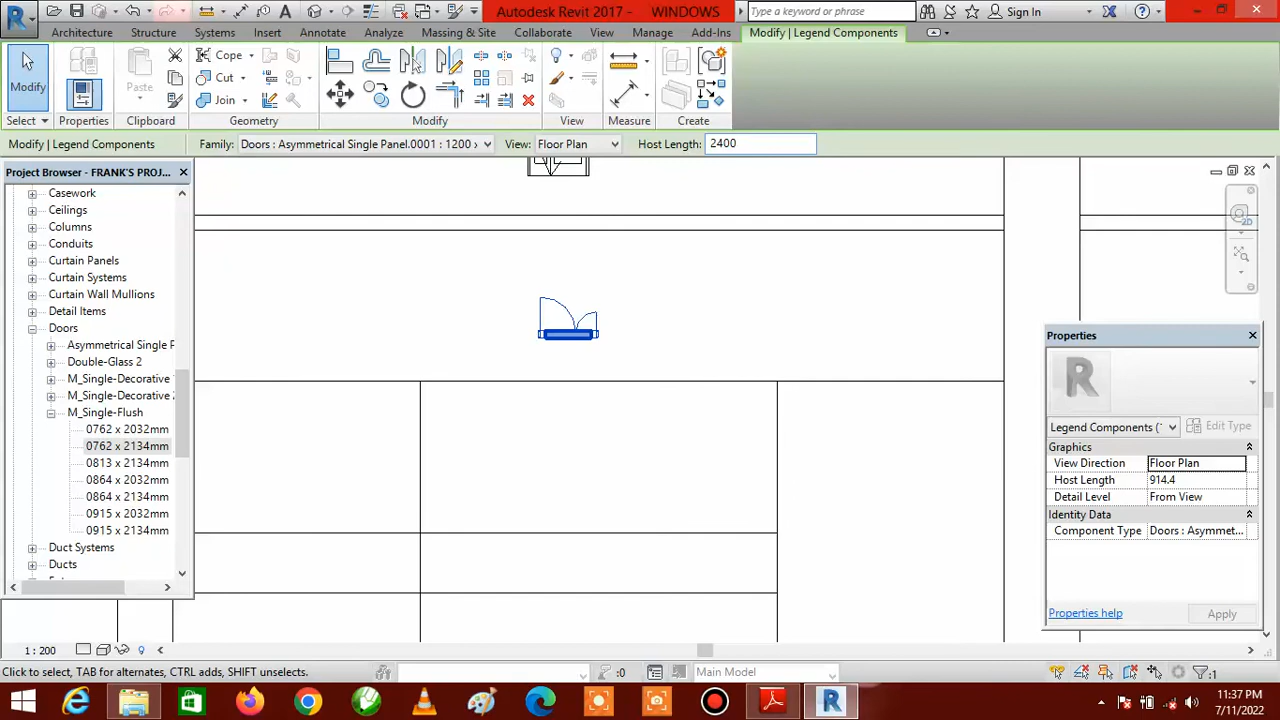 Autodesk Revit 2017 - WINDOWS
Type a keyword or phrase
Sign In
Architecture Structure Systems Insert Annotate Analyze Massing & Site Collaborate View Manage Add-Ins Modify | Legend Components
Modify
Paste
Cope
Cut
Join
Select Properties Clipboard Geometry Modify View Measure Create
Modify | Legend Components Family: Doors : Asymmetrical Single Panel.0001 : 1200 x View: Floor Plan Host Length: 2400
Project Browser - FRANK'S PROJ...
Casework
Ceilings
Columns
Conduits
Curtain Panels
Curtain Systems
Curtain Wall Mullions
Detail Items
Doors
Asymmetrical Single P
Double-Glass 2
M_Single-Decorative
M_Single-Decorative 2
M_Single-Flush
0762 x 2032mm
0762 x 2134mm
0813 x 2134mm
0864 x 2032mm
0864 x 2134mm
0915 x 2032mm
0915 x 2134mm
Duct Systems
Ducts
2D
Properties
R
Legend Components (
Edit Type
Graphics
View Direction Floor Plan
Host Length 914.4
Detail Level From View
Identity Data
Component Type Doors : Asymmet...
Properties help
Apply
1 : 200
Click to select, TAB for alternates, CTRL adds, SHIFT unselects.
:0
Main Model
:1
11:37 PM
7/11/2022